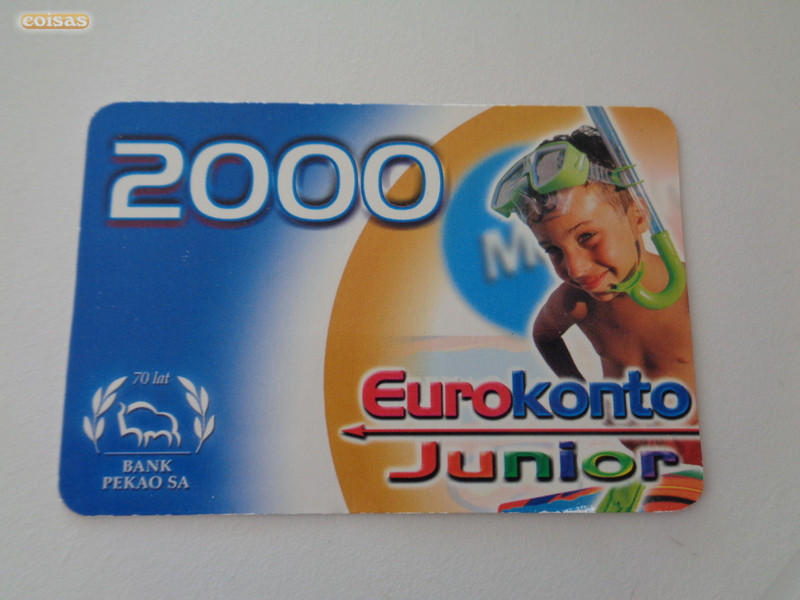 coisas
2000
Eurokonto
Junior
70 lat
BANK
PEKAO SA